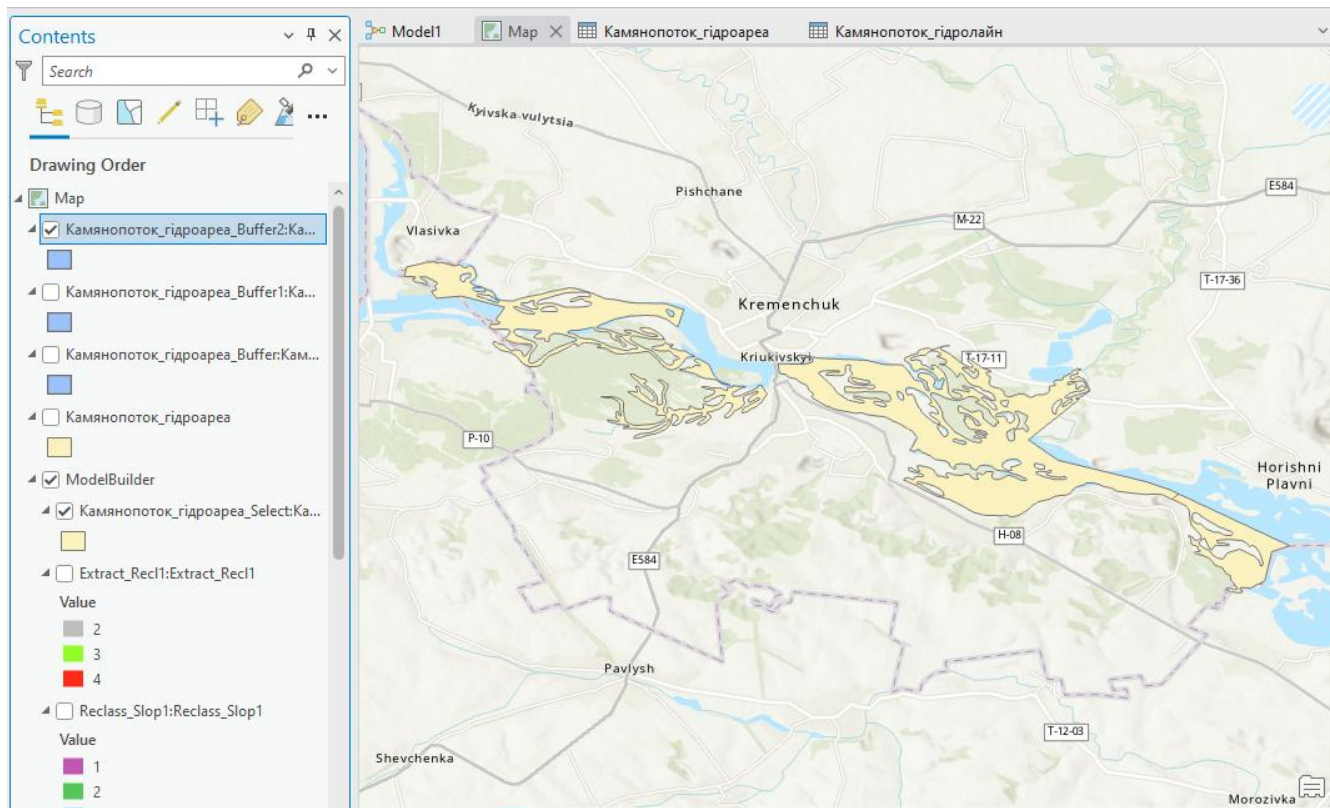 Contents
Search
Drawing Order
Map
Камянопоток_гідроареа_Buffer2:Ка...
Камянопоток_гідроареа_Buffer1:Ка...
Камянопоток_гідроареа_Buffer:Кам...
Камянопоток_гідроареа
ModelBuilder
Камянопоток_гідроареа_Select:Ка...
Extract_Recl1:Extract_Recl1
Value
2
3
4
Reclass_Slop1:Reclass_Slop1
Value
1
2
Model1 Map Камянопоток_гідроареа Камянопоток_гідролайн
Kyivska vulytsia
Pishchane
E584
M-22
Vlasivka
T-17-36
Kremenchuk
Kriukivskyi
T-17-11
P-10
Horishni
Plavni
H-08
E584
Pavlysh
T-12-03
Shevchenka
Morozivka